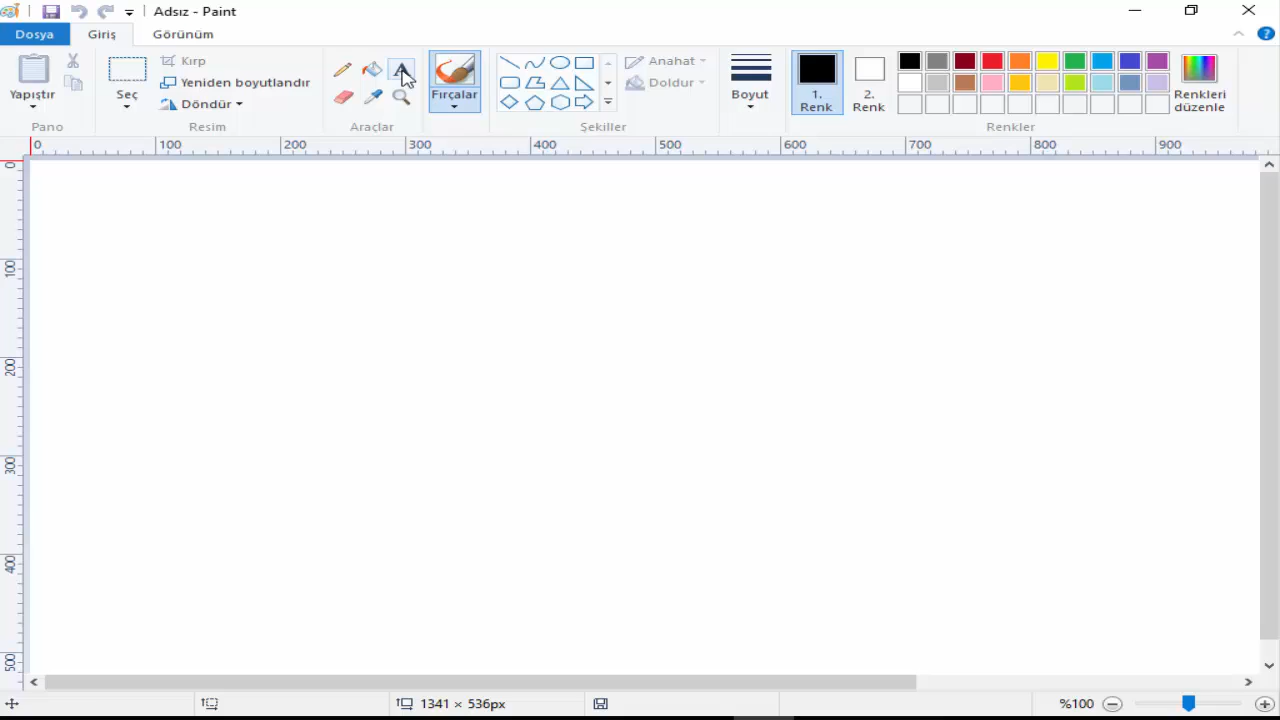 Adsız - Paint
Dosya Giriş Görünüm
Yapıştır
Seç
Kırp
Yeniden boyutlandır
Döndür
A
Fırçalar
Anahat
Doldur
Boyut
1. Renk
2. Renk
Renkleri düzenle
Pano Resim Araçlar Şekiller Renkler
0 100 200 300 400 500 600 700 800 900
0
100
200
300
400
500
1341 × 536px %100